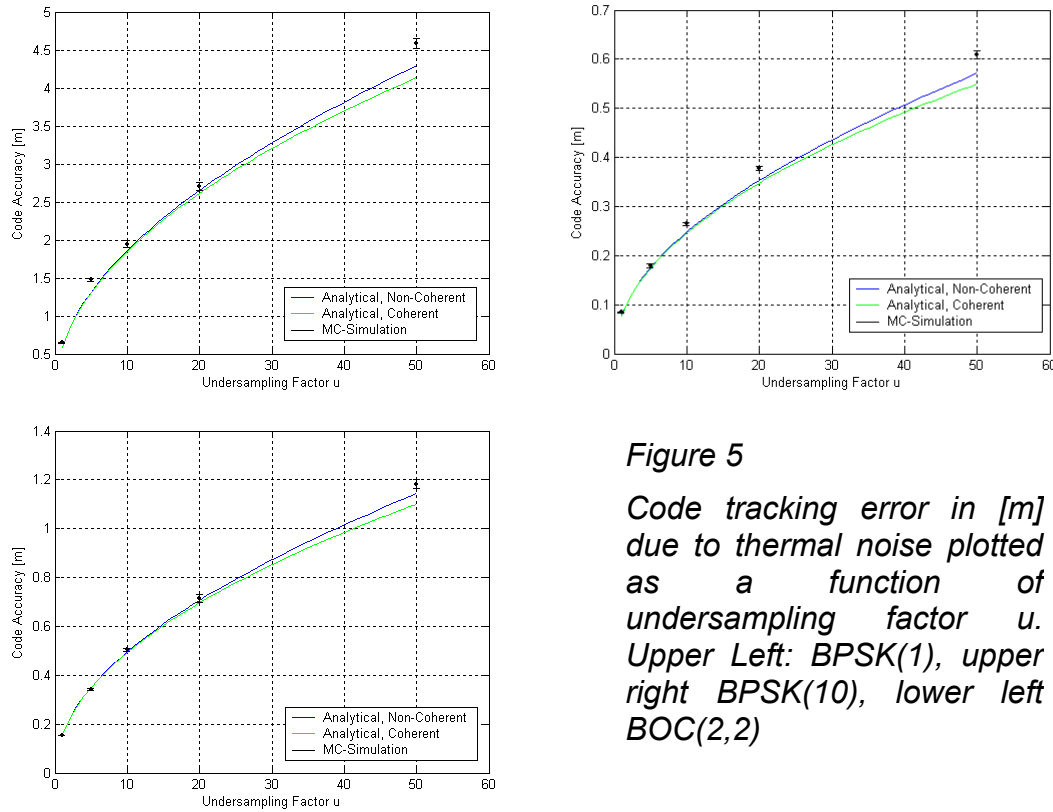 5
4.5
4
3.5
3
2.5
2
1.5
1
0.5
Code Accuracy [m]
0 10 20 30 40 50 60
Undersampling Factor u
Analytical, Non-Coherent
Analytical, Coherent
MC-Simulation
0.7
0.6
0.5
0.4
0.3
0.2
0.1
0
Code Accuracy [m]
0 10 20 30 40 50 60
Undersampling Factor u
Analytical, Non-Coherent
Analytical, Coherent
MC-Simulation
1.4
1.2
1
0.8
0.6
0.4
0.2
0
Code Accuracy [m]
0 10 20 30 40 50 60
Undersampling Factor u
Analytical, Non-Coherent
Analytical, Coherent
MC-Simulation
Figure 5
Code tracking error in [m]
due to thermal noise plotted
as a function of
undersampling factor u.
Upper Left: BPSK(1), upper
right BPSK(10), lower left
BOC(2,2)